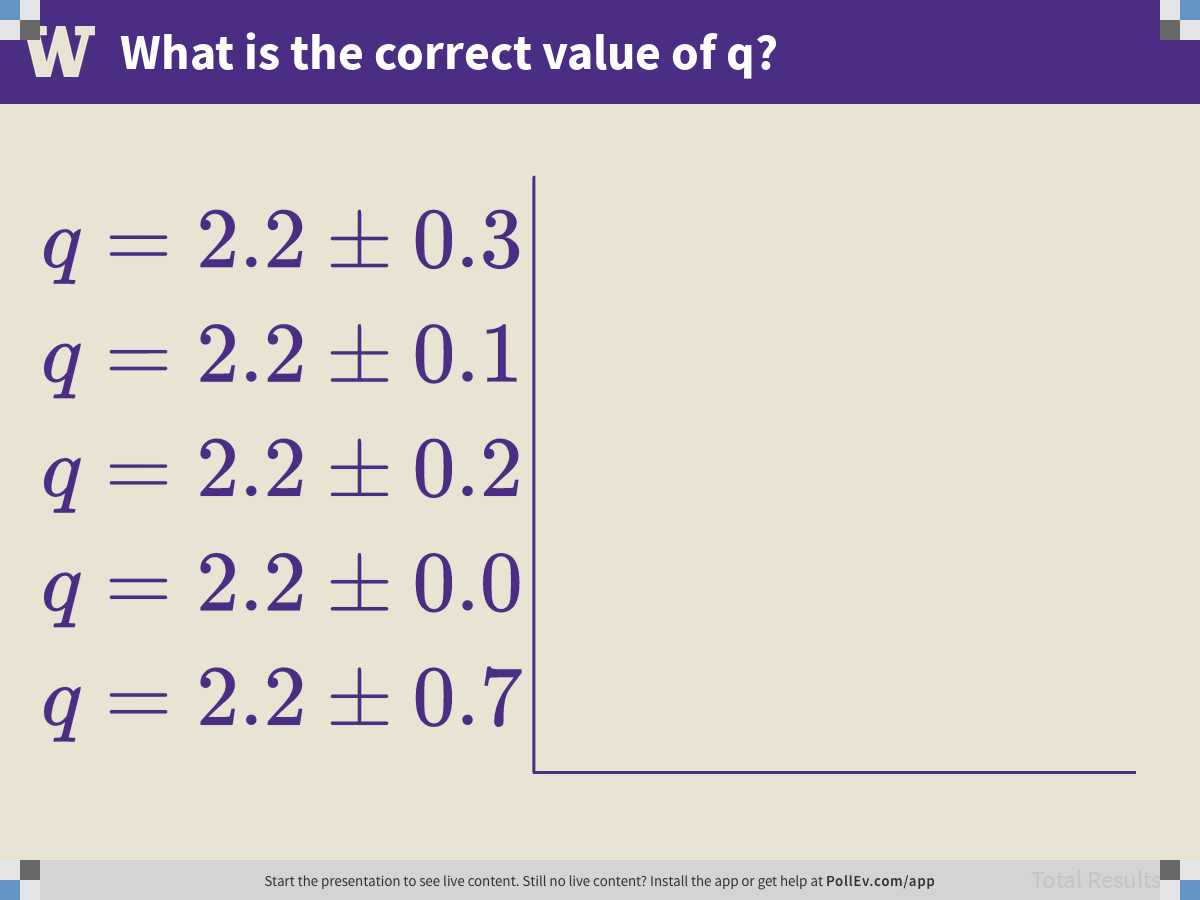 W What is the correct value of q?
q = 2.2 ± 0.3
q = 2.2 ± 0.1
q = 2.2 ± 0.2
q = 2.2 ± 0.0
q = 2.2 ± 0.7
Start the presentation to see live content. Still no live content? Install the app or get help at PollEv.com/app
Total Results